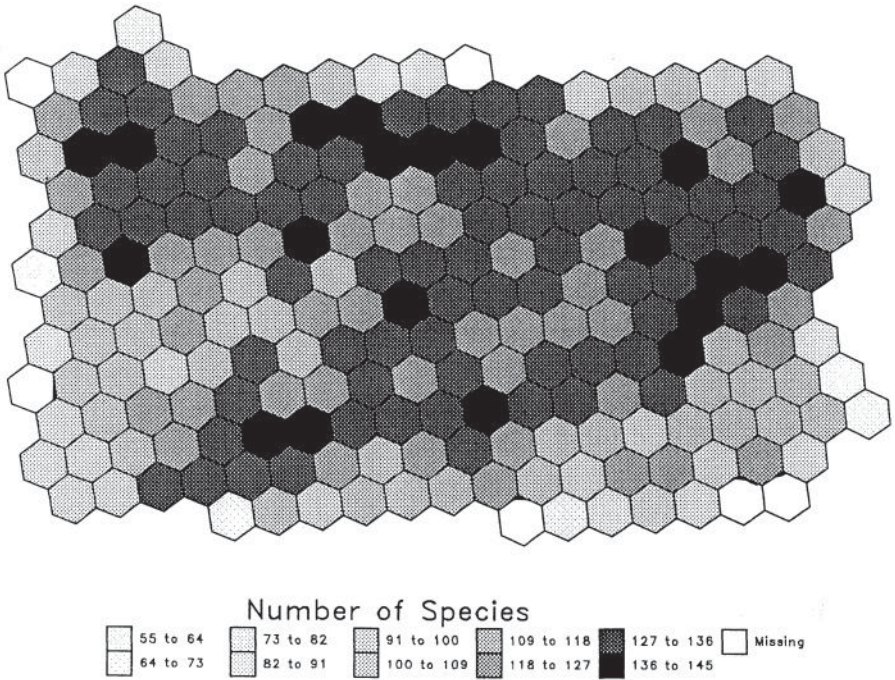 Number of Species
55 to 64 73 to 82 91 to 100 109 to 118 127 to 136 Missing
64 to 73 82 to 91 100 to 109 118 to 127 136 to 145